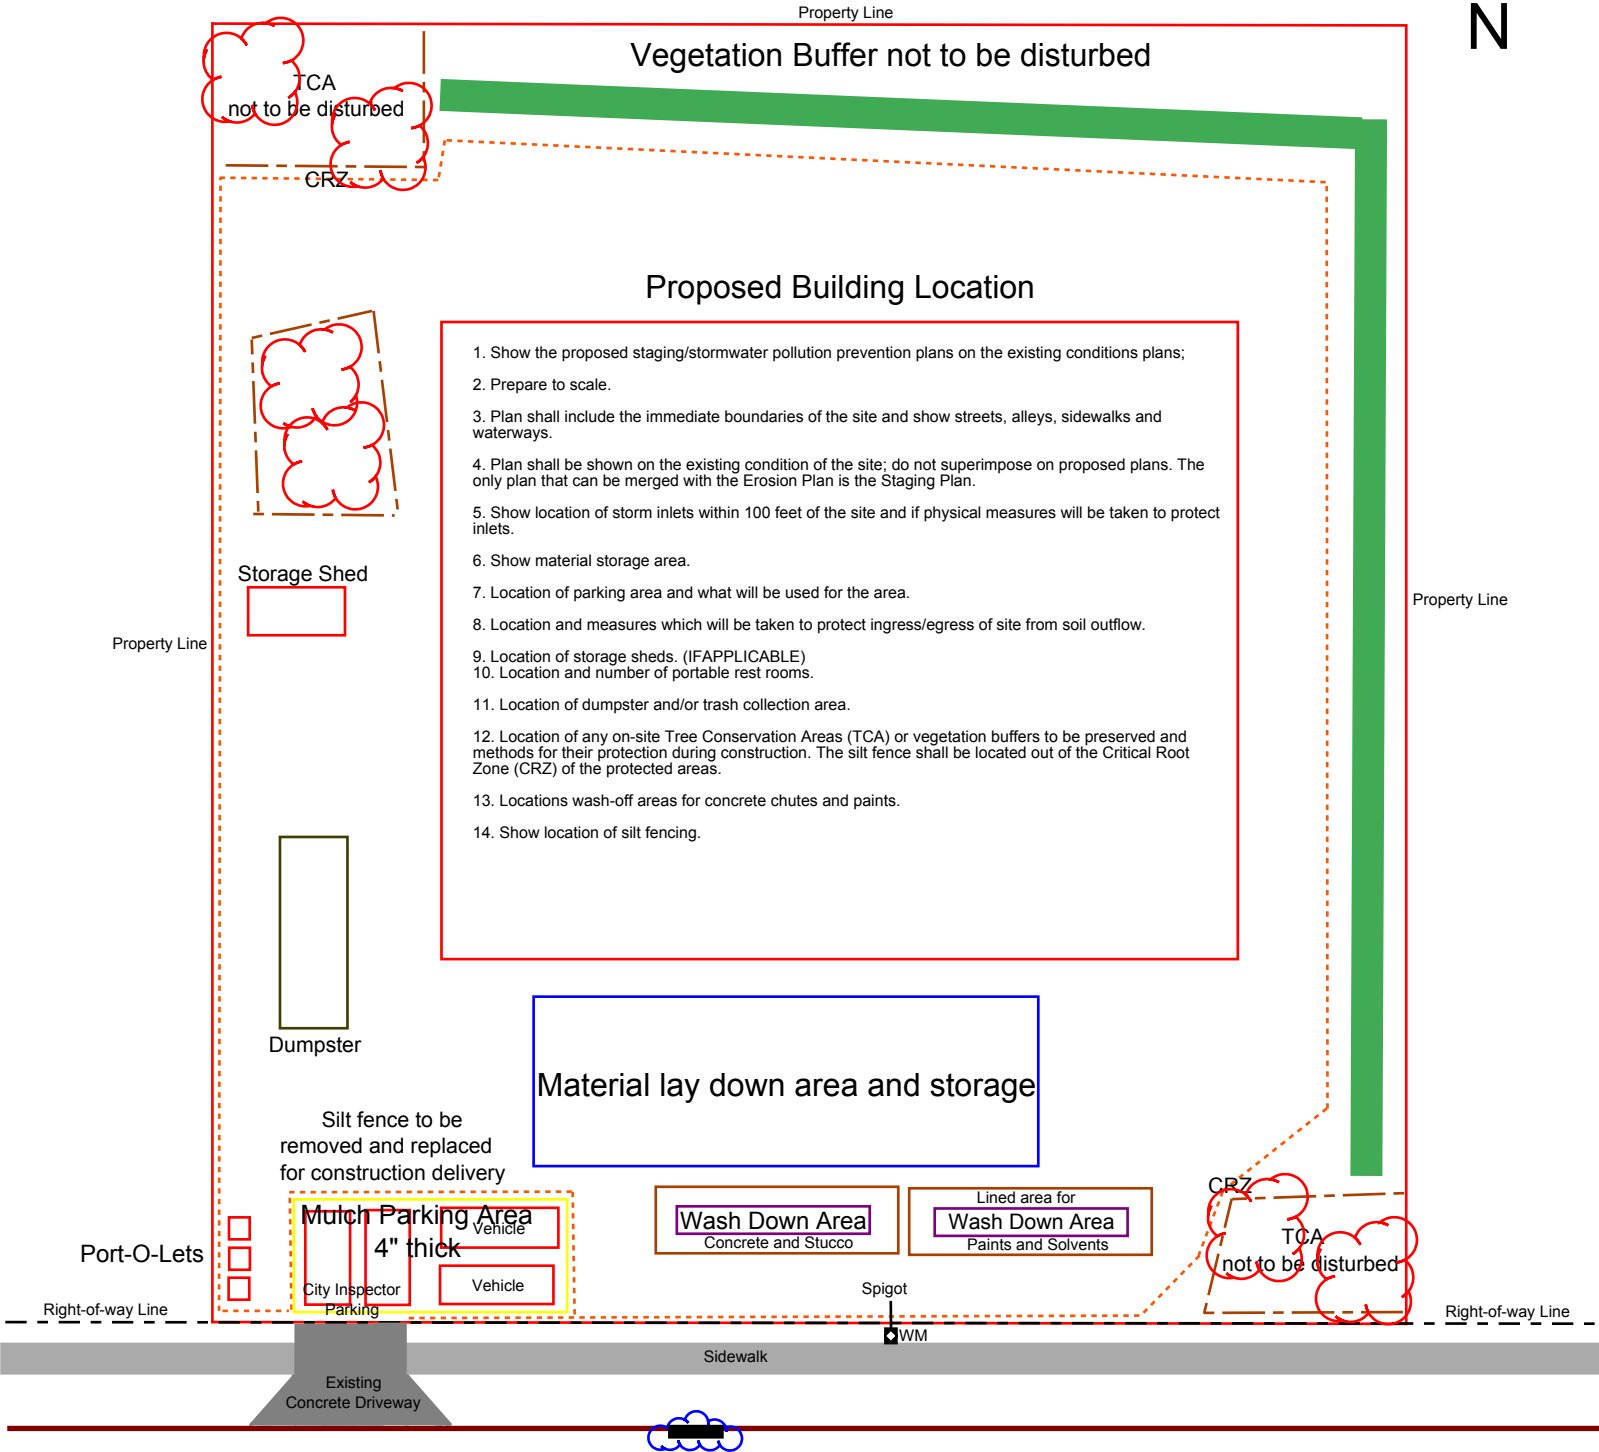 Property Line
N
Vegetation Buffer not to be disturbed
TCA
not to be disturbed
CRZ
Proposed Building Location
1. Show the proposed staging/stormwater pollution prevention plans on the existing conditions plans;
2. Prepare to scale.
3. Plan shall include the immediate boundaries of the site and show streets, alleys, sidewalks and
waterways.
4. Plan shall be shown on the existing condition of the site; do not superimpose on proposed plans. The
only plan that can be merged with the Erosion Plan is the Staging Plan.
5. Show location of storm inlets within 100 feet of the site and if physical measures will be taken to protect
inlets.
6. Show material storage area.
7. Location of parking area and what will be used for the area.
8. Location and measures which will be taken to protect ingress/egress of site from soil outflow.
9. Location of storage sheds. (IFAPPLICABLE)
10. Location and number of portable rest rooms.
11. Location of dumpster and/or trash collection area.
12. Location of any on-site Tree Conservation Areas (TCA) or vegetation buffers to be preserved and
methods for their protection during construction. The silt fence shall be located out of the Critical Root
Zone (CRZ) of the protected areas.
13. Locations wash-off areas for concrete chutes and paints.
14. Show location of silt fencing.
Storage Shed
Property Line
Property Line
Dumpster
Material lay down area and storage
Silt fence to be
removed and replaced
for construction delivery
Mulch Parking Area
4" thick
Vehicle
Vehicle
City Inspector
Parking
Port-O-Lets
Wash Down Area
Concrete and Stucco
Lined area for
Wash Down Area
Paints and Solvents
CRZ
TCA
not to be disturbed
Spigot
WM
Right-of-way Line
Right-of-way Line
Sidewalk
Existing
Concrete Driveway